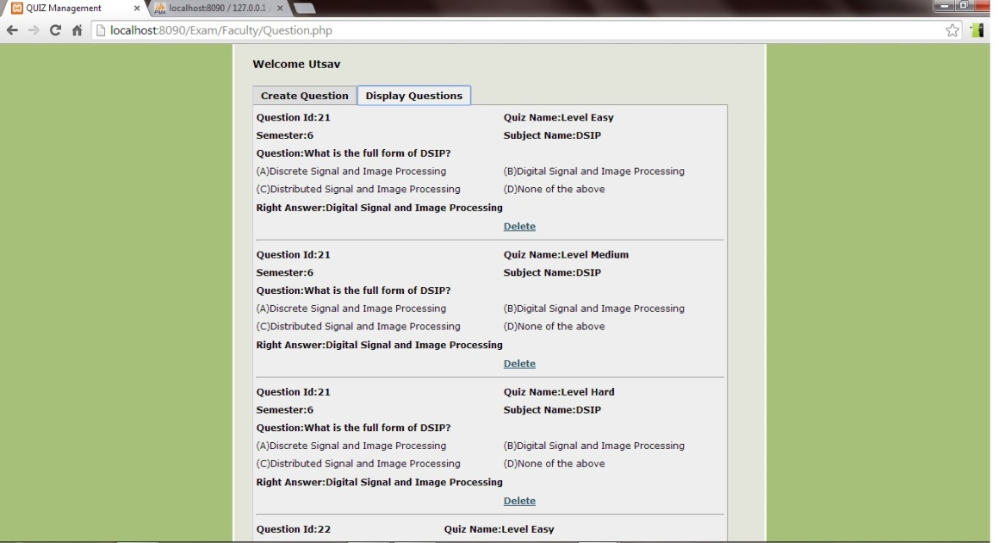 QUIZ Management
localhost:8090 / 127.0.0.1
localhost:8090/Exam/Faculty/Question.php
Welcome Utsav
Create Question Display Questions
Question Id:21 Quiz Name:Level Easy
Semester:6 Subject Name:DSIP
Question:What is the full form of DSIP?
(A)Discrete Signal and Image Processing (B)Digital Signal and Image Processing
(C)Distributed Signal and Image Processing (D)None of the above
Right Answer:Digital Signal and Image Processing
Delete
Question Id:21 Quiz Name:Level Medium
Semester:6 Subject Name:DSIP
Question:What is the full form of DSIP?
(A)Discrete Signal and Image Processing (B)Digital Signal and Image Processing
(C)Distributed Signal and Image Processing (D)None of the above
Right Answer:Digital Signal and Image Processing
Delete
Question Id:21 Quiz Name:Level Hard
Semester:6 Subject Name:DSIP
Question:What is the full form of DSIP?
(A)Discrete Signal and Image Processing (B)Digital Signal and Image Processing
(C)Distributed Signal and Image Processing (D)None of the above
Right Answer:Digital Signal and Image Processing
Delete
Question Id:22 Quiz Name:Level Easy